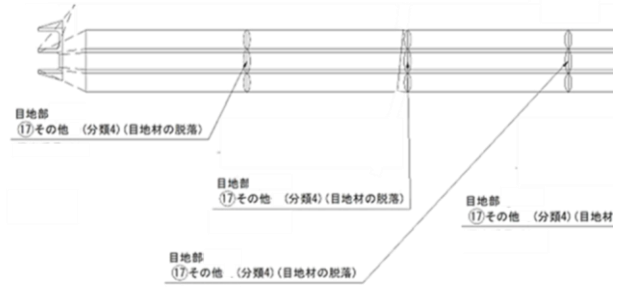 目地部
⑰その他 (分類4)(目地材の脱落)
目地部
⑰その他 (分類4)(目地材の脱落)
目地部
⑰その他 (分類4)(目地材
目地部
⑰その他 .(分類4)(目地材の脱落)